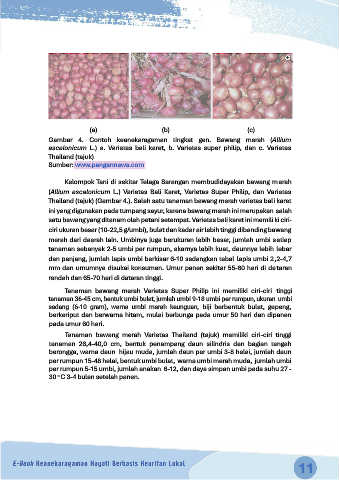 (a) (b) (c)
Gambar 4. Contoh keanekaragaman tingkat gen. Bawang merah (Allium
ascalonicum L.) a. Varietas bali karet, b. Varietas super philip, dan c. Varietas
Thailand (tajuk)
Sumber: www.pangannews.com
Kelompok Tani di sekitar Telaga Sarangan membudidayakan bawang merah
(Allium ascalonicum L.) Varietas Bali Karet, Varietas Super Philip, dan Varietas
Thailand (tajuk) (Gambar 4.). Salah satu tanaman bawang merah varietas bali karet
ini yang digunakan pada tumpang sayur, karena bawang merah ini merupakan salah
satu bawang yang ditanam oleh petani setempat. Varietas bali karet ini memiliki ciri-
ciri ukuran besar (10-22,5 g/umbi), bulat dan kadar air lebih tinggi dibanding bawang
merah dari daerah lain. Umbinya juga berukuran lebih besar, jumlah umbi setiap
tanaman sebanyak 2-5 umbi per rumpun, akarnya lebih kuat, daunnya lebih lebar
dan panjang, jumlah lapis umbi berkisar 6-10 sedangkan tebal lapis umbi 2,2-4,7
mm dan umumnya disukai konsumen. Umur panen sekitar 55-60 hari di dataran
rendah dan 65-70 hari di dataran tinggi.
Tanaman bawang merah Varietas Super Philip ini memiliki ciri-ciri tinggi
tanaman 36-45 cm, bentuk umbi bulat, jumlah umbi 9-18 umbi per rumpun, ukuran umbi
sedang (6-10 gram), warna umbi merah keunguan, biji berbentuk bulat, gepeng,
berkeriput dan berwarna hitam, mulai berbunga pada umur 50 hari dan dipanen
pada umur 60 hari.
Tanaman bawang merah Varietas Thailand (tajuk) memiliki ciri-ciri tinggi
tanaman 26,4-40,0 cm, bentuk penampang daun silindris dan bagian tengah
berongga, warna daun hijau muda, jumlah daun per umbi 3-8 helai, jumlah daun
per rumpun 15-48 helai, bentuk umbi bulat, warna umbi merah muda, jumlah umbi
per rumpun 5-15 umbi, jumlah anakan 6-12, dan daya simpan umbi pada suhu 27 -
30 °C 3-4 bulan setelah panen.
E-Book Keanekaragaman Hayati Berbasis Kearifan Lokal
11